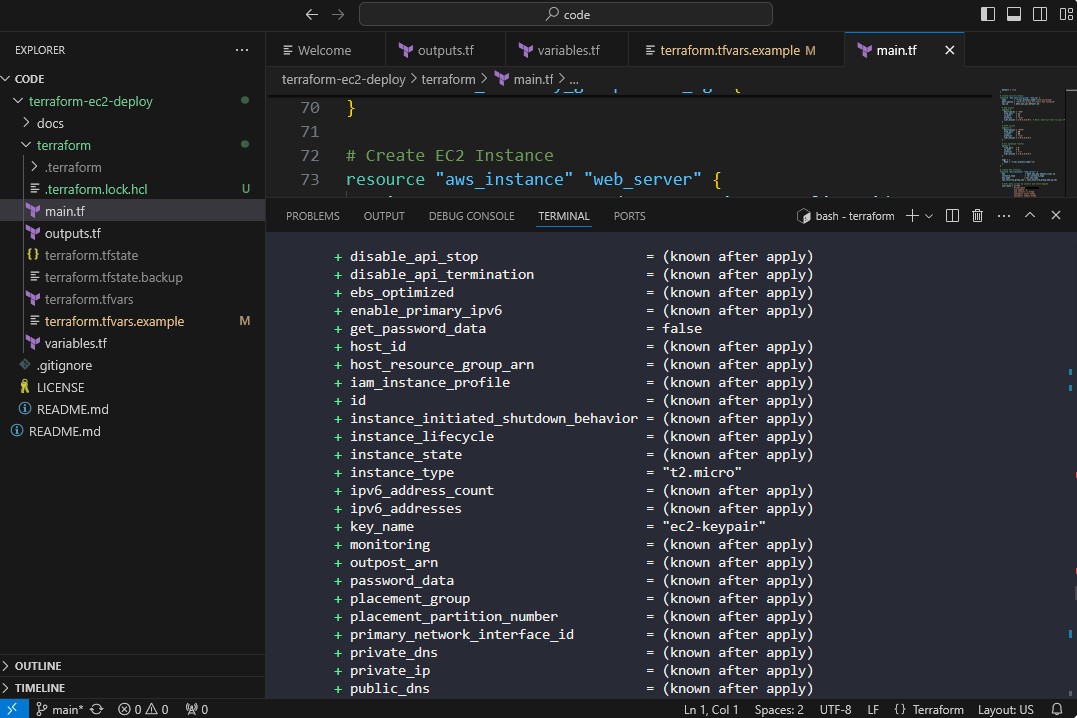 code
EXPLORER ...
Welcome outputs.tf variables.tf terraform.tfvars.example M main.tf
terraform-ec2-deploy > terraform > main.tf > ...
CODE
terraform-ec2-deploy
docs
terraform
.terraform
.terraform.lock.hcl U
main.tf
outputs.tf
terraform.tfstate
terraform.tfstate.backup
terraform.tfvars
terraform.tfvars.example M
variables.tf
.gitignore
LICENSE
README.md
README.md
OUTLINE
TIMELINE
70 }
71
72 # Create EC2 Instance
73 resource "aws_instance" "web_server" {
PROBLEMS OUTPUT DEBUG CONSOLE TERMINAL PORTS bash - terraform
+ disable_api_stop = (known after apply)
+ disable_api_termination = (known after apply)
+ ebs_optimized = (known after apply)
+ enable_primary_ipv6 = (known after apply)
+ get_password_data = false
+ host_id = (known after apply)
+ host_resource_group_arn = (known after apply)
+ iam_instance_profile = (known after apply)
+ id = (known after apply)
+ instance_initiated_shutdown_behavior = (known after apply)
+ instance_lifecycle = (known after apply)
+ instance_state = (known after apply)
+ instance_type = "t2.micro"
+ ipv6_address_count = (known after apply)
+ ipv6_addresses = (known after apply)
+ key_name = "ec2-keypair"
+ monitoring = (known after apply)
+ outpost_arn = (known after apply)
+ password_data = (known after apply)
+ placement_group = (known after apply)
+ placement_partition_number = (known after apply)
+ primary_network_interface_id = (known after apply)
+ private_dns = (known after apply)
+ private_ip = (known after apply)
+ public_dns = (known after apply)
main* 0 0 0 Ln 1, Col 1 Spaces: 2 UTF-8 LF {} Terraform Layout: US